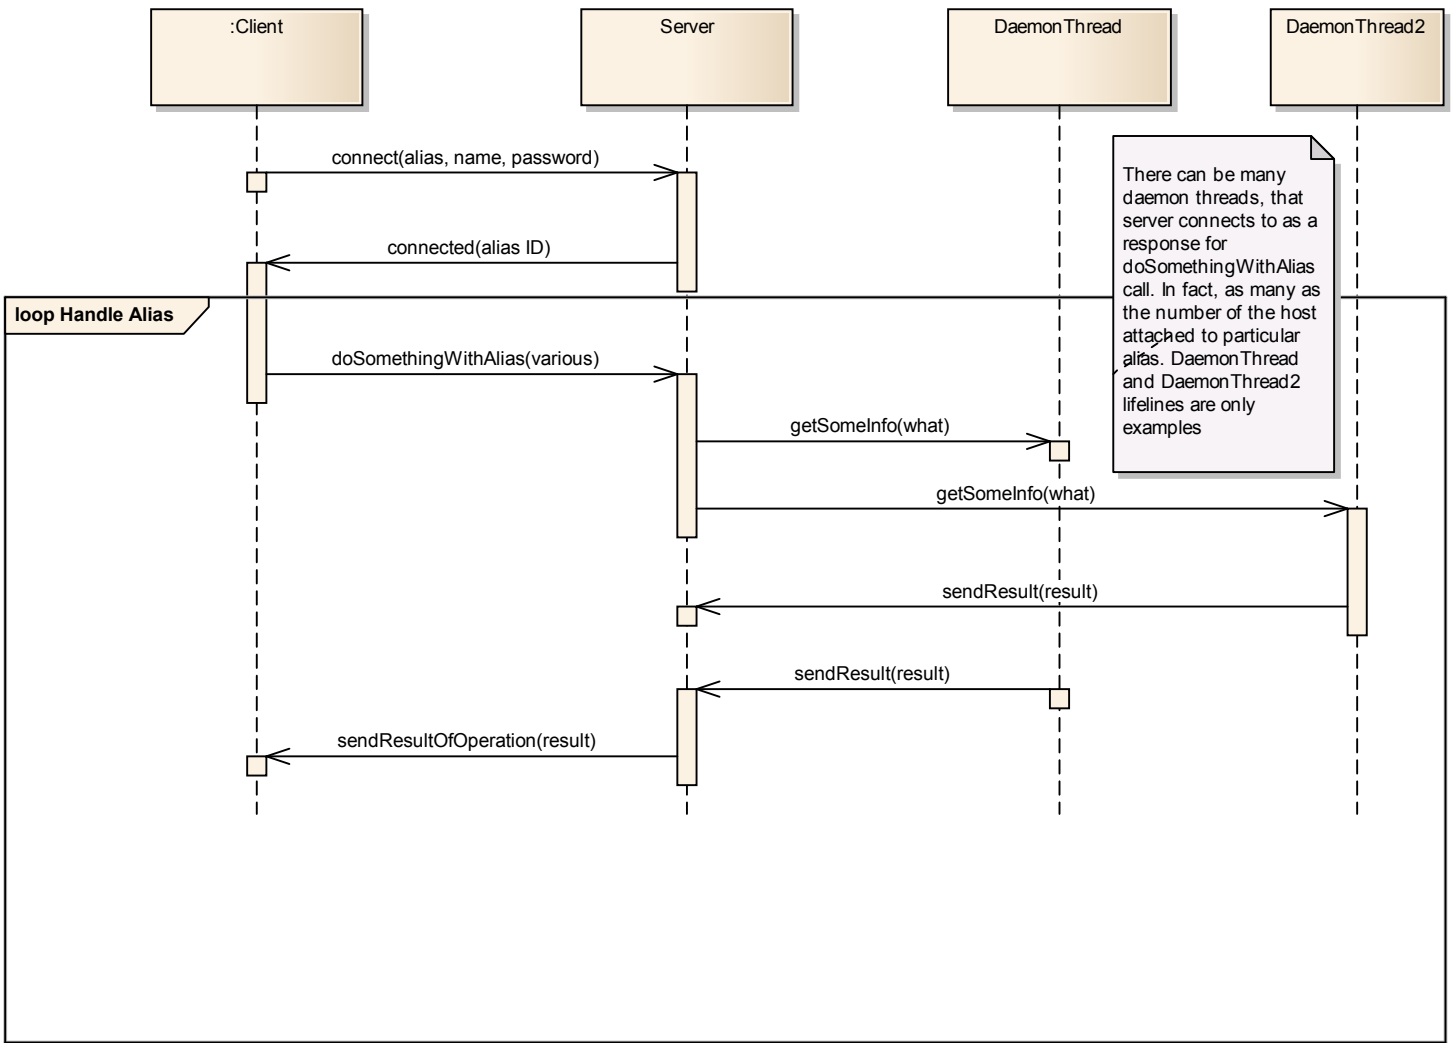 :Client
Server
DaemonThread
DaemonThread2
connect(alias, name, password)
connected(alias ID)
There can be many
daemon threads, that
server connects to as a
response for
doSomethingWithAlias
call. In fact, as many as
the number of the host
attached to particular
alias. DaemonThread
and DaemonThread2
lifelines are only
examples
loop Handle Alias
doSomethingWithAlias(various)
getSomeInfo(what)
getSomeInfo(what)
sendResult(result)
sendResult(result)
sendResultOfOperation(result)